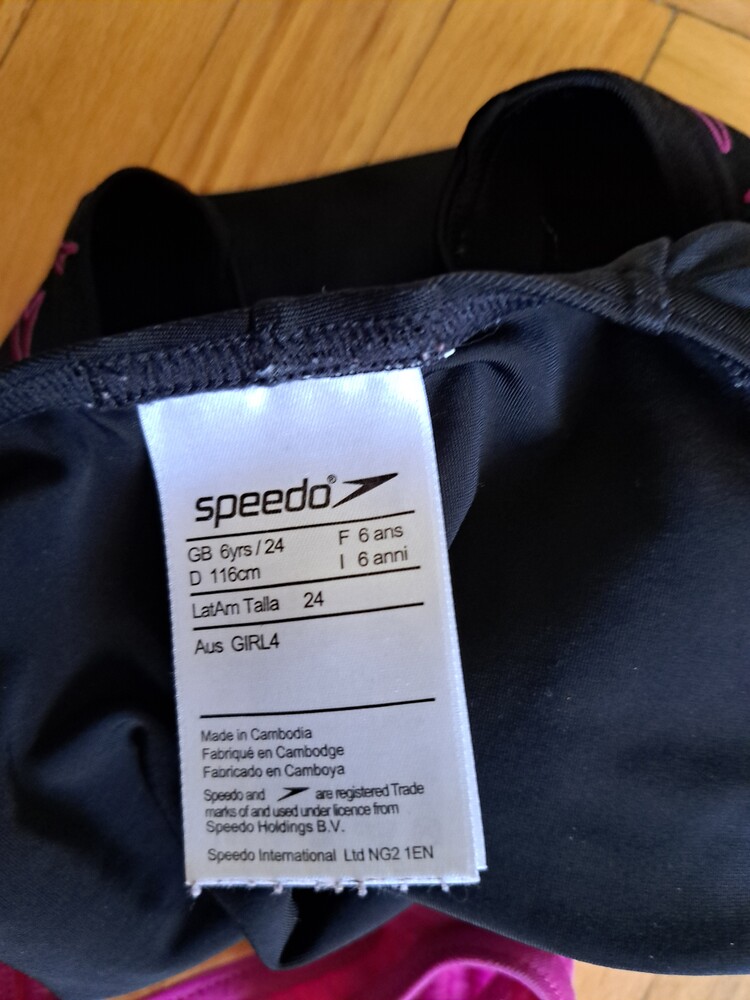 speedo®
GB 6yrs / 24 F 6 ans
D 116cm I 6 anni
LatAm Talla 24
Aus GIRL4
Made in Cambodia
Fabriqué en Cambodge
Fabricado en Camboya
Speedo and are registered Trade
marks of and used under licence from
Speedo Holdings B.V.
Speedo International Ltd NG2 1EN